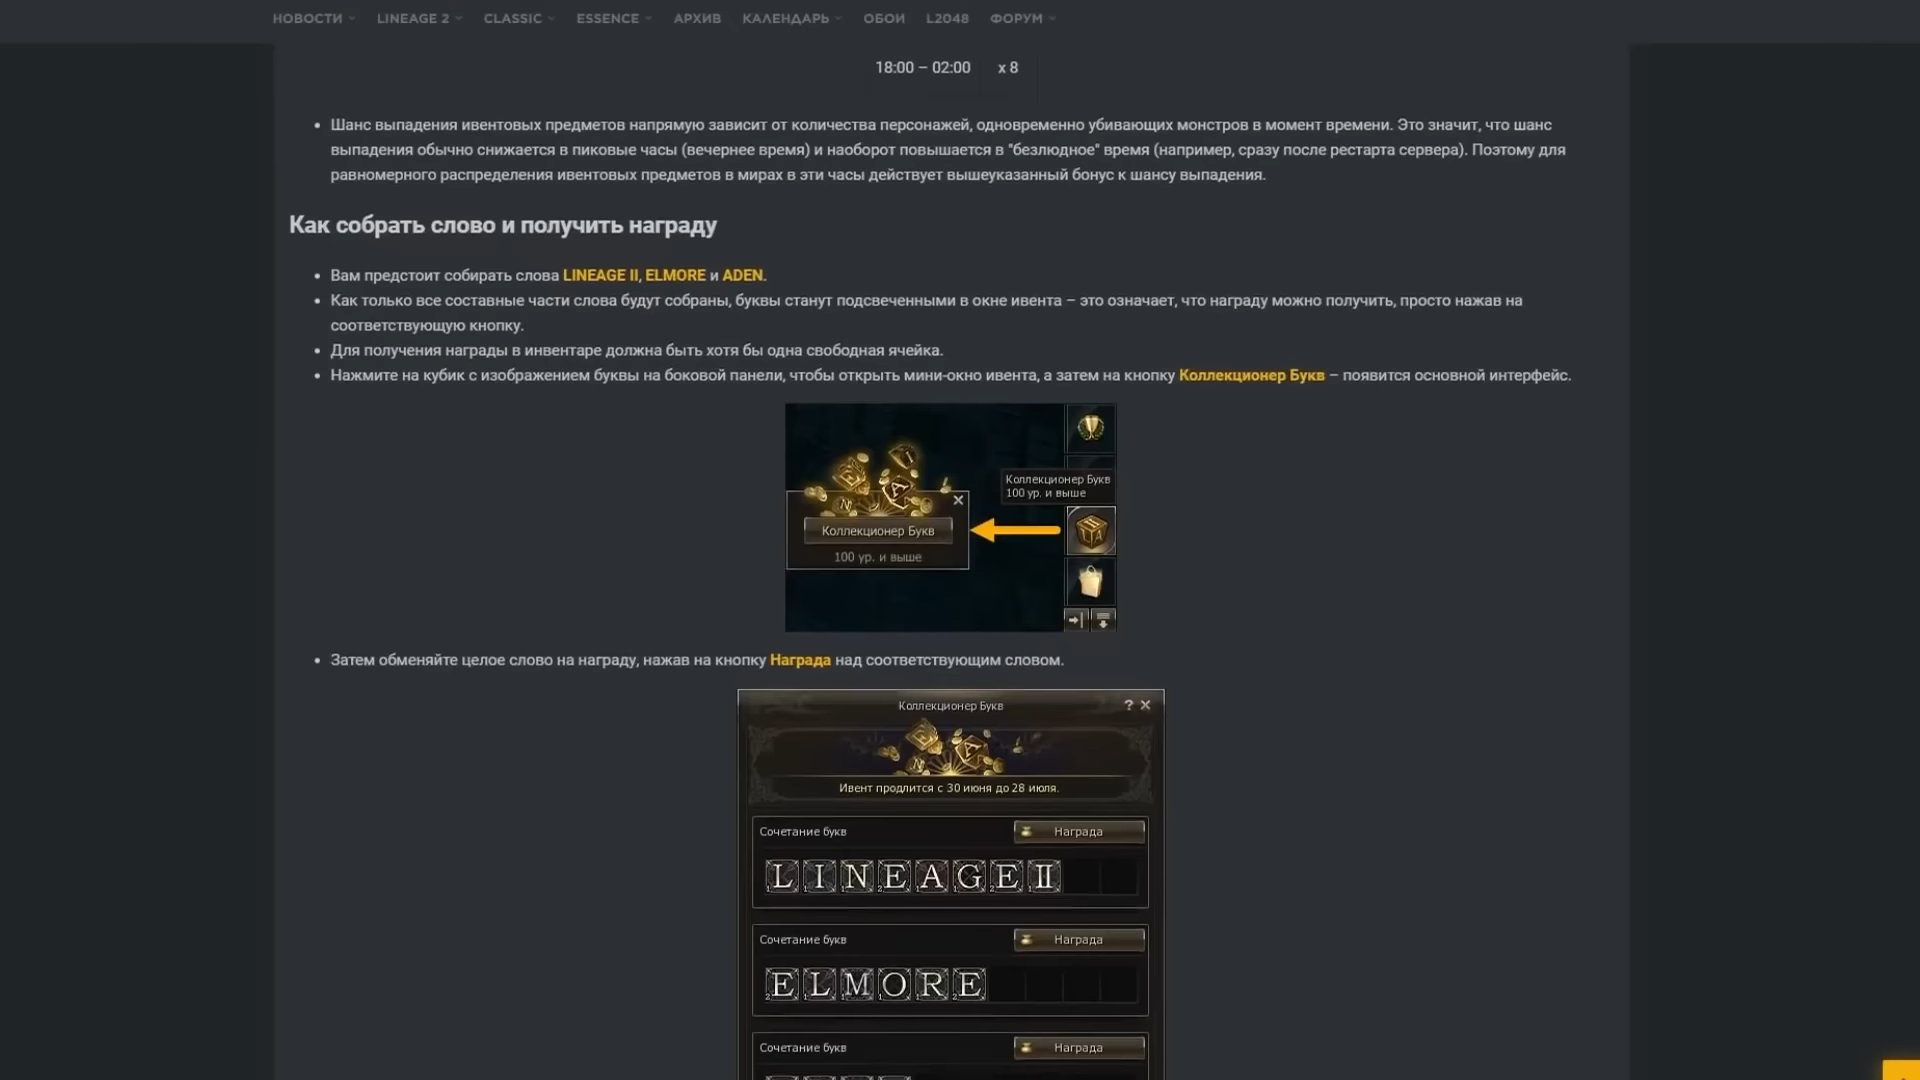 НОВОСТИ LINEAGE 2 CLASSIC ESSENCE АРХИВ КАЛЕНДАРЬ ОБОИ L2048 ФОРУМ
18:00 – 02:00 x 8
Шанс выпадения ивентовых предметов напрямую зависит от количества персонажей, одновременно убивающих монстров в момент времени. Это значит, что шанс
выпадения обычно снижается в пиковые часы (вечернее время) и наоборот повышается в "безлюдное" время (например, сразу после рестарта сервера). Поэтому для
равномерного распределения ивентовых предметов в мирах в эти часы действует вышеуказанный бонус к шансу выпадения.
Как собрать слово и получить награду
Вам предстоит собирать слова LINEAGE II, ELMORE и ADEN.
Как только все составные части слова будут собраны, буквы станут подсвеченными в окне ивента – это означает, что награду можно получить, просто нажав на
соответствующую кнопку.
Для получения награды в инвентаре должна быть хотя бы одна свободная ячейка.
Нажмите на кубик с изображением буквы на боковой панели, чтобы открыть мини-окно ивента, а затем на кнопку Коллекционер Букв – появится основной интерфейс.
Коллекционер Букв
100 ур. и выше
Коллекционер Букв
100 ур. и выше
Затем обменяйте целое слово на награду, нажав на кнопку Награда над соответствующим словом.
Коллекционер Букв
Ивент продлится с 30 июня до 28 июля.
Сочетание букв Награда
L I N E A G E II
Сочетание букв Награда
E L M O R E
Сочетание букв Награда